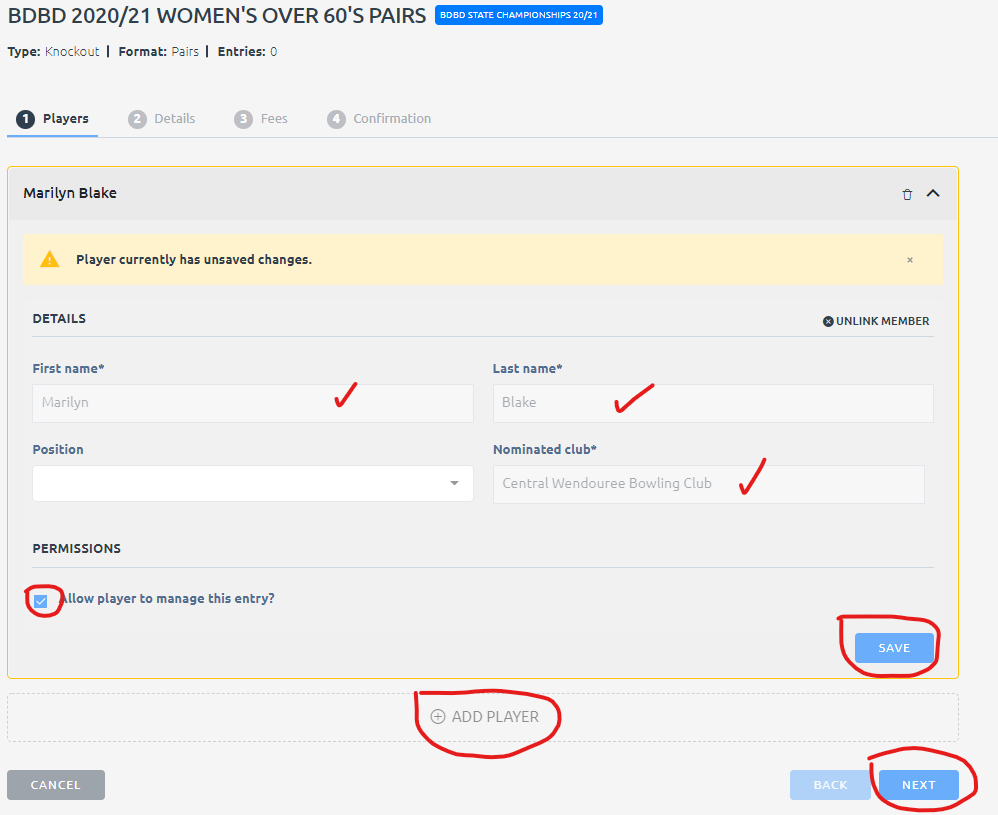 BDBD 2020/21 WOMEN'S OVER 60'S PAIRS BDBD STATE CHAMPIONSHIPS 20/21
Type: Knockout | Format: Pairs | Entries: 0
1 Players 2 Details 3 Fees 4 Confirmation
Marilyn Blake
Player currently has unsaved changes. ×
DETAILS UNLINK MEMBER
First name* Last name*
Marilyn Blake
Position Nominated club*
Central Wendouree Bowling Club
PERMISSIONS
Allow player to manage this entry?
SAVE
ADD PLAYER
CANCEL BACK NEXT